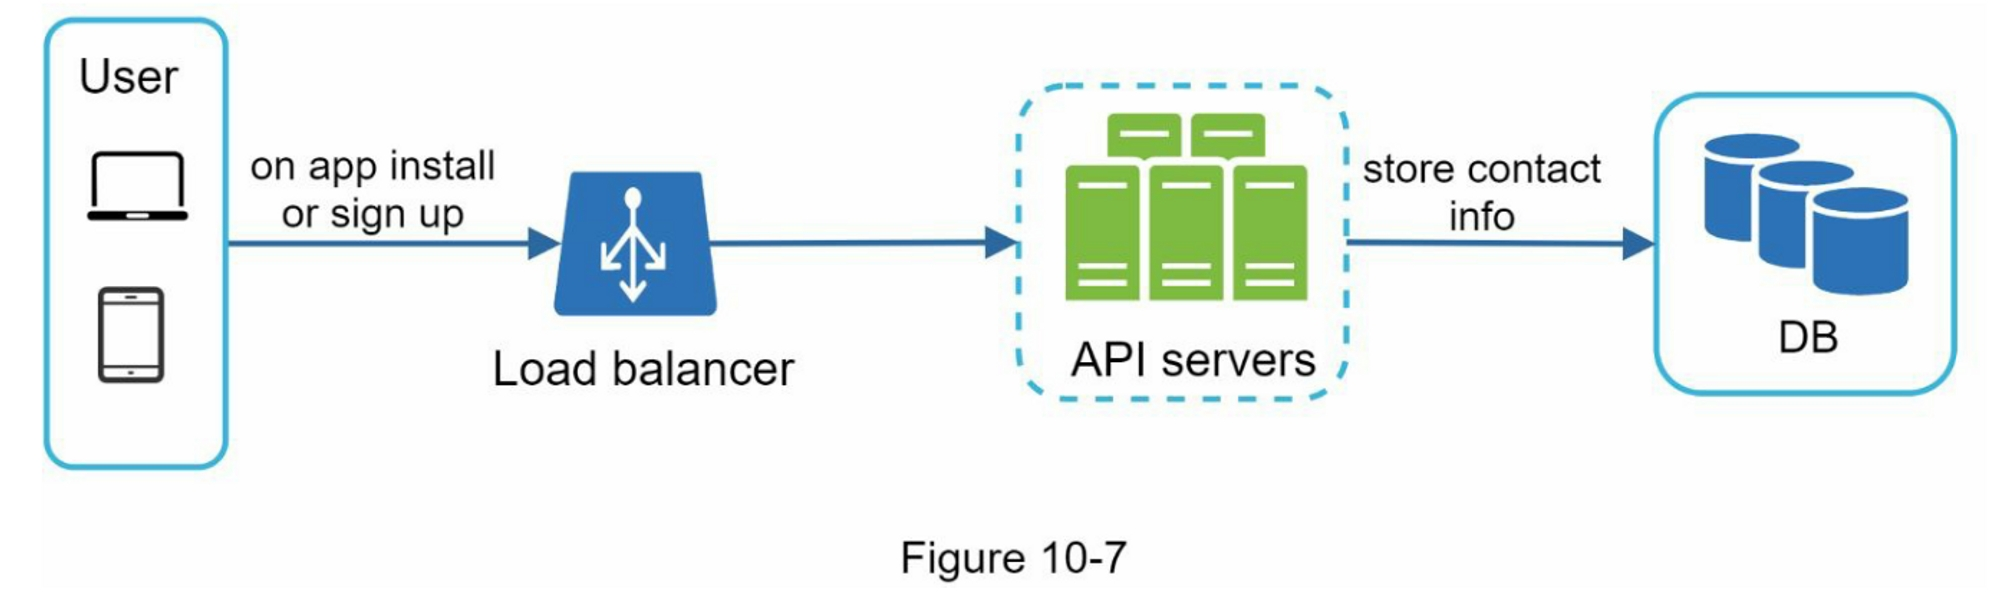 User
on app install
or sign up
Load balancer
API servers
store contact
info
DB
Figure 10-7